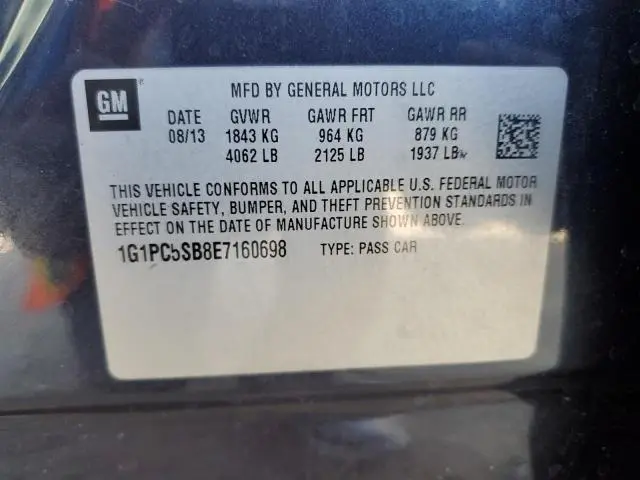 GM
MFD BY GENERAL MOTORS LLC
DATE GVWR GAWR FRT GAWR RR
08/13 1843 KG 964 KG 879 KG
4062 LB 2125 LB 1937 LB
THIS VEHICLE CONFORMS TO ALL APPLICABLE U.S. FEDERAL MOTOR
VEHICLE SAFETY, BUMPER, AND THEFT PREVENTION STANDARDS IN
EFFECT ON THE DATE OF MANUFACTURE SHOWN ABOVE.
1G1PC5SB8E7160698 TYPE: PASS CAR